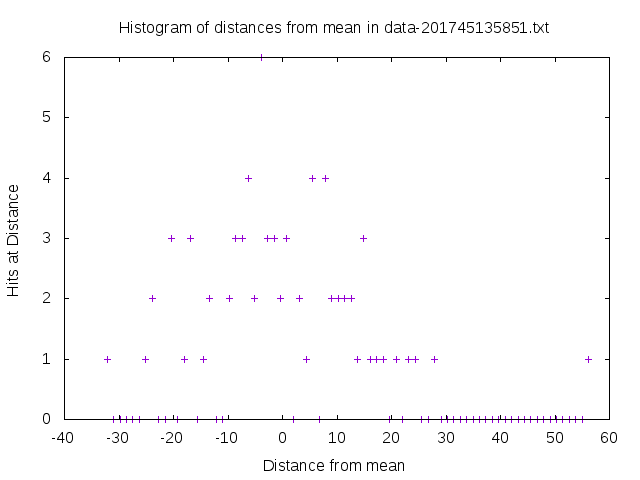 Histogram of distances from mean in data-201745135851.txt
6
5
4
3
2
1
0
Hits at Distance
-40 -30 -20 -10 0 10 20 30 40 50 60
Distance from mean